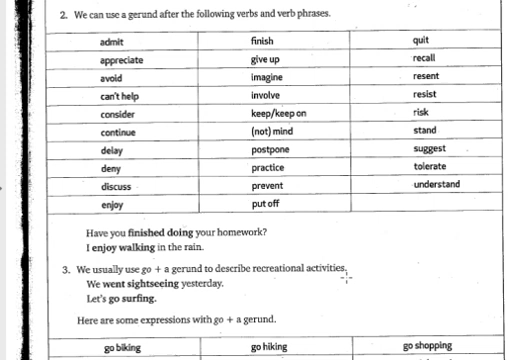 2. We can use a gerund after the following verbs and verb phrases.
admit finish quit
appreciate give up recall
avoid imagine resent
can't help involve resist
consider keep/keep on risk
continue (not) mind stand
delay postpone suggest
deny practice tolerate
discuss prevent understand
enjoy put off
Have you finished doing your homework?
I enjoy walking in the rain.
3. We usually use go + a gerund to describe recreational activities.
We went sightseeing yesterday.
Let's go surfing.
Here are some expressions with go + a gerund.
go biking go hiking go shopping